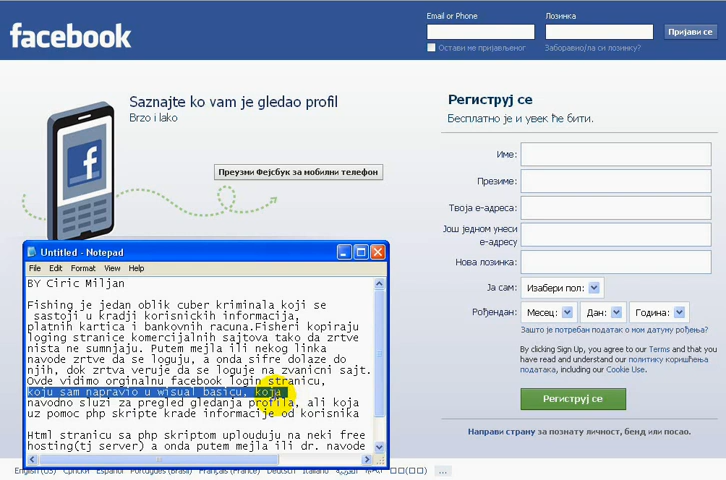 facebook
Email or Phone
Лозинка
Пријави се
Остави ме пријављеног
Заборавио/ла си лозинку?
Saznajte ko vam je gledao profil
Brzo i lako
Преузми Фејсбук за мобилни телефон
Региструј се
Бесплатно је и увек ће бити.
Име:
Презиме:
Твоја е-адреса:
Још једном унеси
е-адресу
Нова лозинка:
Ја сам:
Изабери пол:
Рођендан:
Месец:
Дан:
Година:
Зашто је потребан податак о мом датуму рођења?
By clicking Sign Up, you agree to our Terms and that you
have read and understand our политику коришћења
података, including our Cookie Use.
Региструј се
Направи страну за познату личност, бенд или посао.
Untitled - Notepad
File Edit Format View Help
BY Ciric Miljan
Fishing je jedan oblik cuber kriminala koji se
sastoji u kradji korisnickih informacija,
platnih kartica i bankovnih racuna.Fisheri kopiraju
loging stranice komercijalnih sajtova tako da zrtve
nista ne sumnjaju. Putem mejla ili nekog linka
navode zrtve da se loguju, a onda sifre dolaze do
njih, dok zrtva veruje da se loguje na zvanicni sajt.
Ovde vidimo orginalnu facebook login stranicu,
koju sam napravio u wisual basicu, koja
navodno sluzi za pregled gledanja profila, ali koja
uz pomoc php skripte krade informacije od korisnika
Html stranicu sa php skriptom uplouduju na neki free
hosting(tj server) a onda putem mejla ili dr. navode
English (US) Српски Español Português (Brasil) Français (France) Deutsch Italiano العربية हिन्दी
...